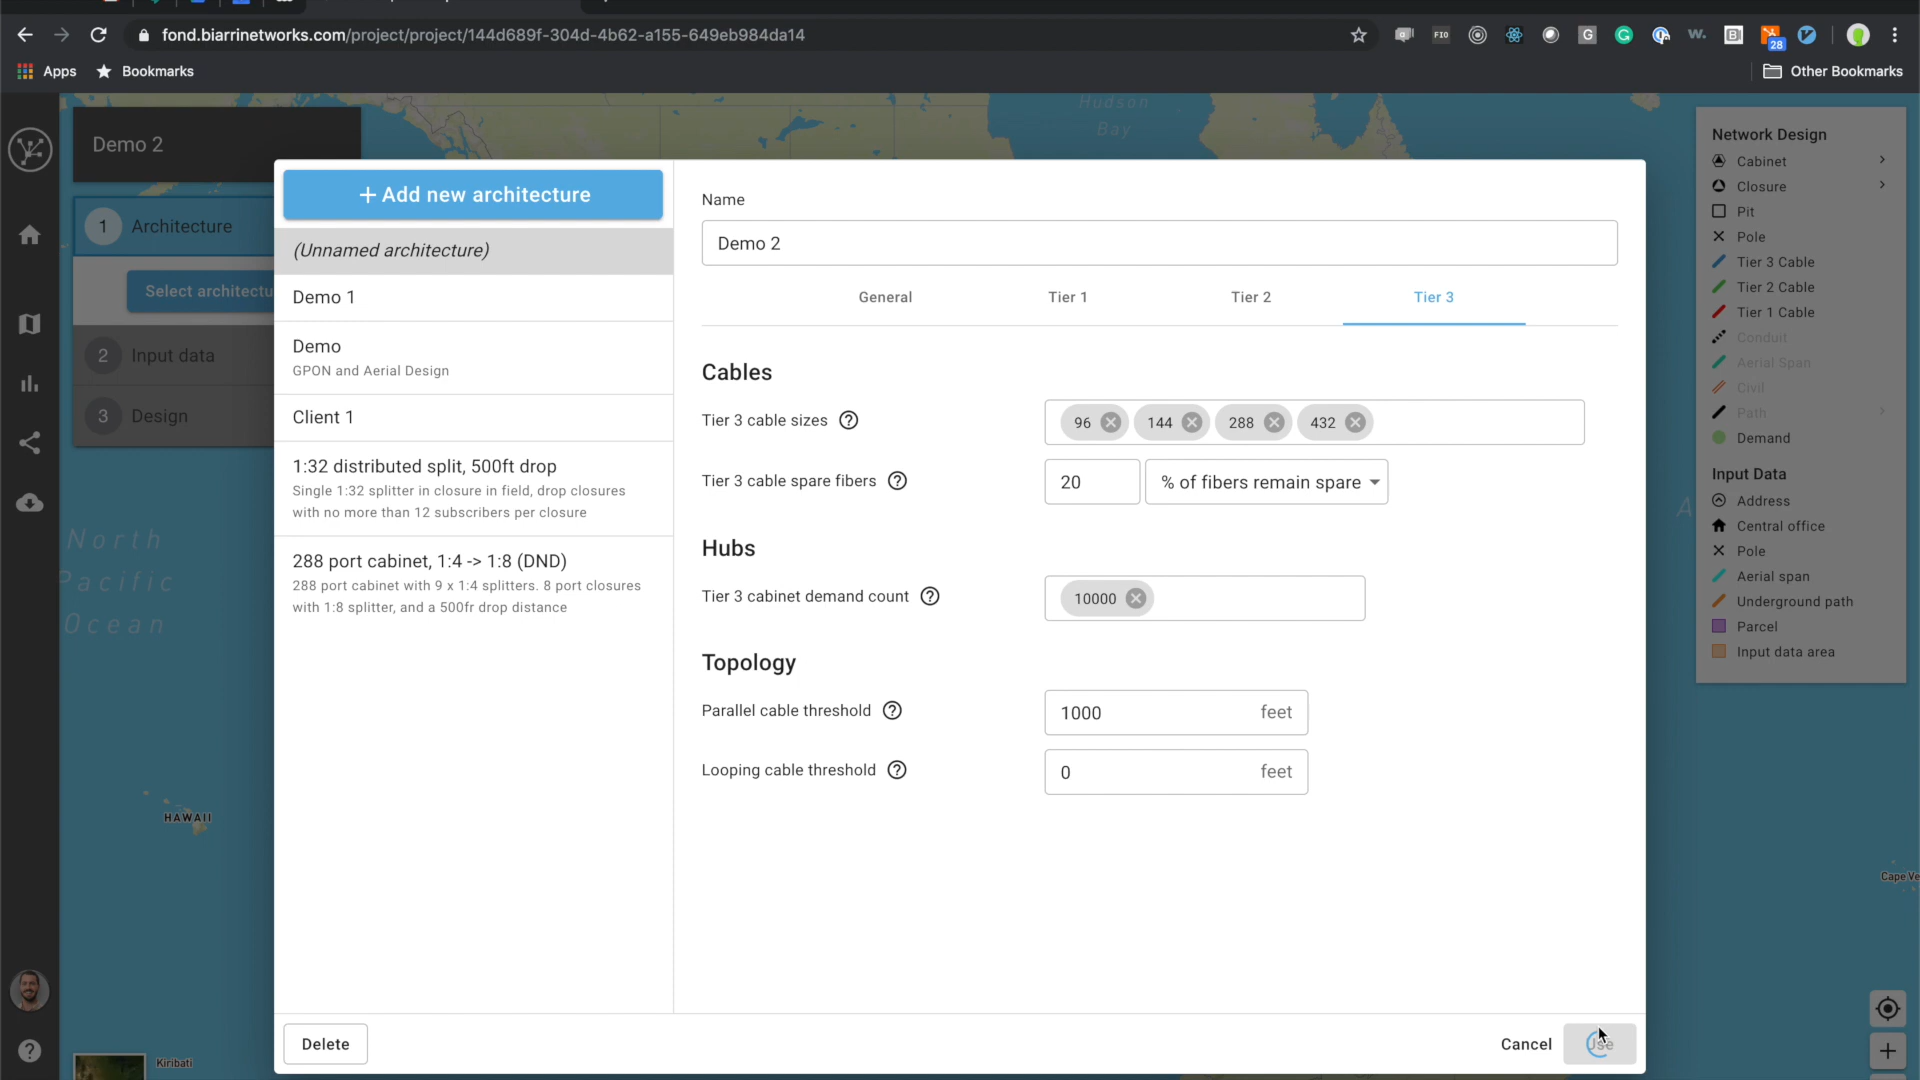 fond.biarrinetworks.com/project/project/144d689f-304d-4b62-a155-649eb984da14
FIO
G
w.
B
28
Apps
Bookmarks
Other Bookmarks
Hudson
Bay
Demo 2
1 Architecture
Select architectu
2 Input data
3 Design
North
Pacific
Ocean
HAWAII
Kiribati
+ Add new architecture
(Unnamed architecture)
Demo 1
Demo
GPON and Aerial Design
Client 1
1:32 distributed split, 500ft drop
Single 1:32 splitter in closure in field, drop closures
with no more than 12 subscribers per closure
288 port cabinet, 1:4 -> 1:8 (DND)
288 port cabinet with 9 x 1:4 splitters. 8 port closures
with 1:8 splitter, and a 500fr drop distance
Delete
Name
Demo 2
General Tier 1 Tier 2 Tier 3
Cables
Tier 3 cable sizes ? 96 144 288 432
Tier 3 cable spare fibers ? 20 % of fibers remain spare
Hubs
Tier 3 cabinet demand count ? 10000
Topology
Parallel cable threshold ? 1000 feet
Looping cable threshold ? 0 feet
Cancel Use
Network Design
Cabinet
Closure
Pit
Pole
Tier 3 Cable
Tier 2 Cable
Tier 1 Cable
Conduit
Aerial Span
Civil
Path
Demand
Input Data
Address
Central office
Pole
Aerial span
Underground path
Parcel
Input data area
A
Cape Ve